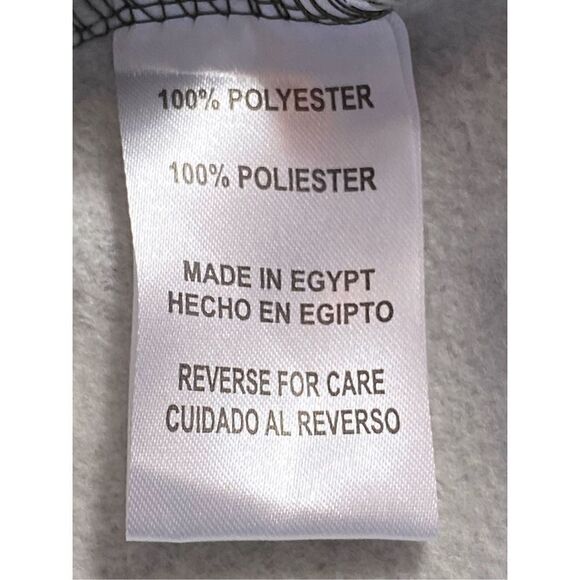 100% POLYESTER
100% POLIESTER
MADE IN EGYPT
HECHO EN EGIPTO
REVERSE FOR CARE
CUIDADO AL REVERSO